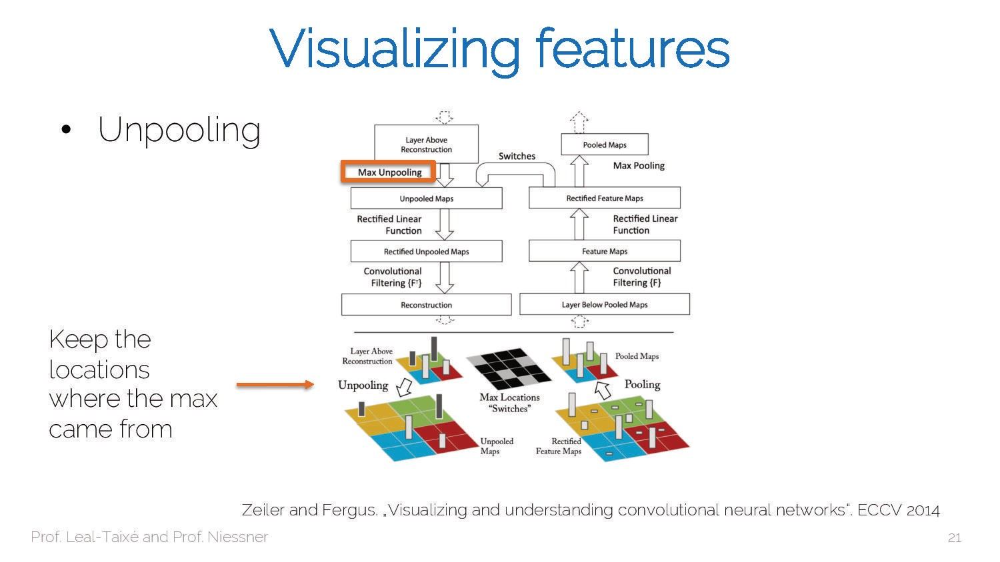 Visualizing features
• Unpooling
Layer Above
Reconstruction
Max Unpooling
Unpooled Maps
Rectified Linear
Function
Rectified Unpooled Maps
Convolutional
Filtering {Fᵀ}
Reconstruction
Switches
Pooled Maps
Max Pooling
Rectified Feature Maps
Rectified Linear
Function
Feature Maps
Convolutional
Filtering {F}
Layer Below Pooled Maps
Keep the
locations
where the max
came from
Layer Above
Reconstruction
Unpooling
Unpooled
Maps
Max Locations
“Switches”
Pooled Maps
Pooling
Rectified
Feature Maps
Zeiler and Fergus. „Visualizing and understanding convolutional neural networks“. ECCV 2014
Prof. Leal-Taixé and Prof. Niessner
21